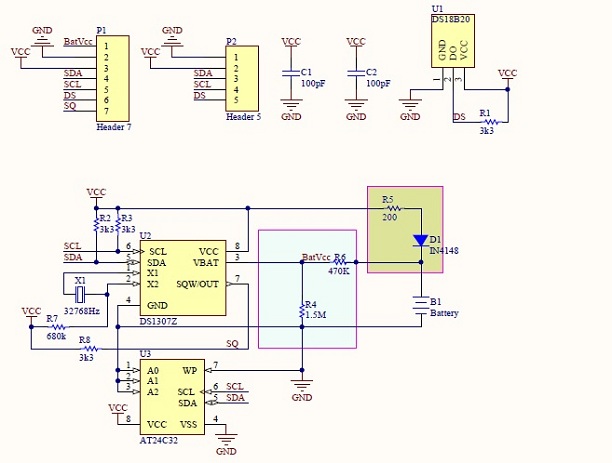 P1
GND
VCC
BatVcc 1
2
3
SDA 4
SCL 5
DS 6
SQ 7
Header 7
P2
GND
VCC
1
2
SDA 3
SCL 4
DS 5
Header 5
VCC
C1
100pF
GND
VCC
C2
100pF
GND
U1
DS18B20
GND
DO
VCC
1
2
3
GND
DS
R1
3k3
VCC
VCC
R2
3k3
R3
3k3
U2
SCL 6 SCL VCC 8
SDA 5 SDA VBAT 3
1 X1
2 X2 SQW/OUT 7
4 GND
DS1307Z
X1
32768Hz
VCC
R7
680k
R8
3k3
SQ
R5
200
D1
IN4148
BatVcc R6
470K
R4
1.5M
B1
Battery
U3
1 A0 WP 7
2 A1
3 A2 SCL 6 SCL
SDA 5 SDA
VCC
8 VCC VSS 4
AT24C32
GND
GND